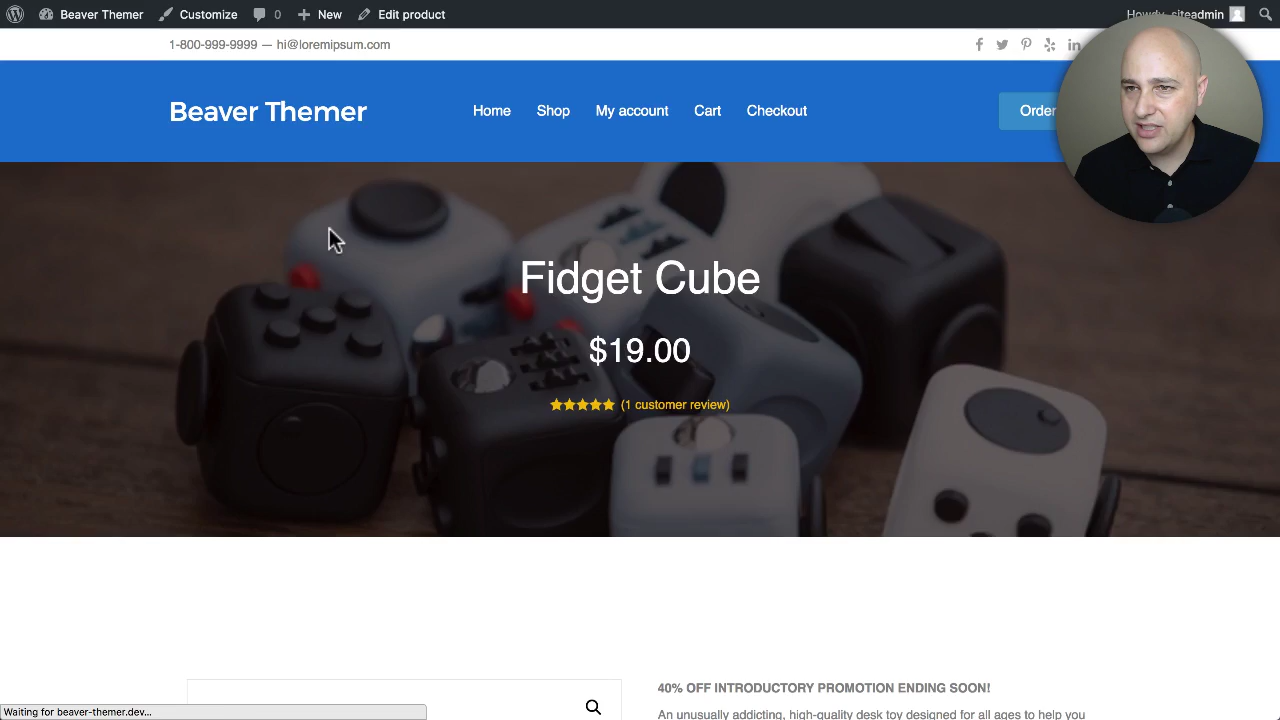 Beaver Themer
Customize
0
New
Edit product
Howdy, siteadmin
1-800-999-9999 — hi@loremipsum.com
Beaver Themer
Home
Shop
My account
Cart
Checkout
Order
Fidget Cube
$19.00
(1 customer review)
40% OFF INTRODUCTORY PROMOTION ENDING SOON!
An unusually addicting, high-quality desk toy designed for all ages to help you
Waiting for beaver-themer.dev...